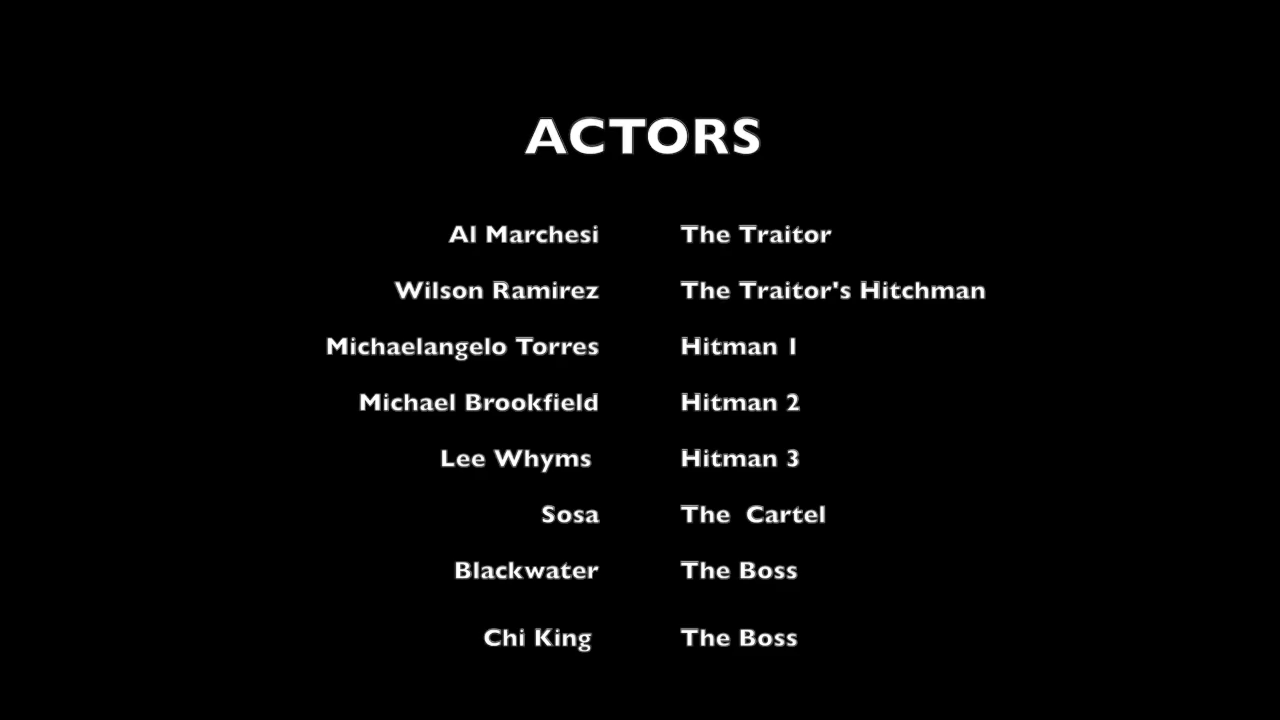 ACTORS
Al Marchesi The Traitor
Wilson Ramirez The Traitor's Hitchman
Michaelangelo Torres Hitman 1
Michael Brookfield Hitman 2
Lee Whyms Hitman 3
Sosa The Cartel
Blackwater The Boss
Chi King The Boss